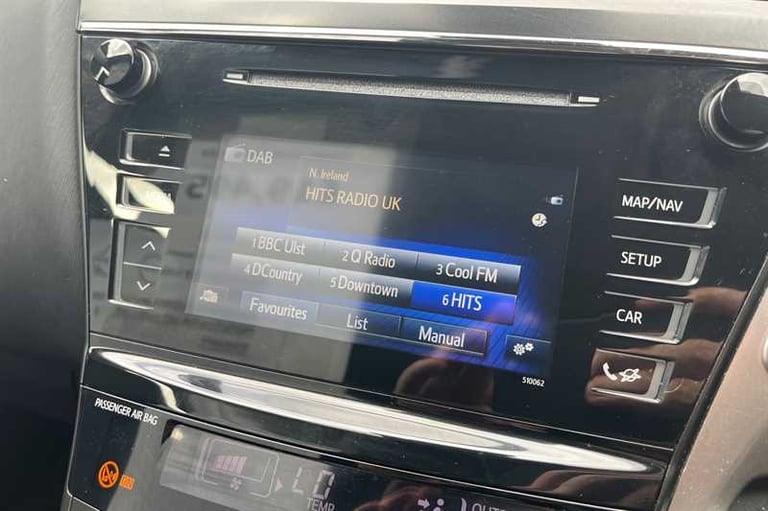 DAB
N. Ireland
HITS RADIO UK
1 BBC Ulst 2 Q Radio 3 Cool FM
4 DCountry 5 Downtown 6 HITS
Favourites List Manual
510062
MAP/NAV
SETUP
CAR
PASSENGER AIR BAG
LO
TEMP